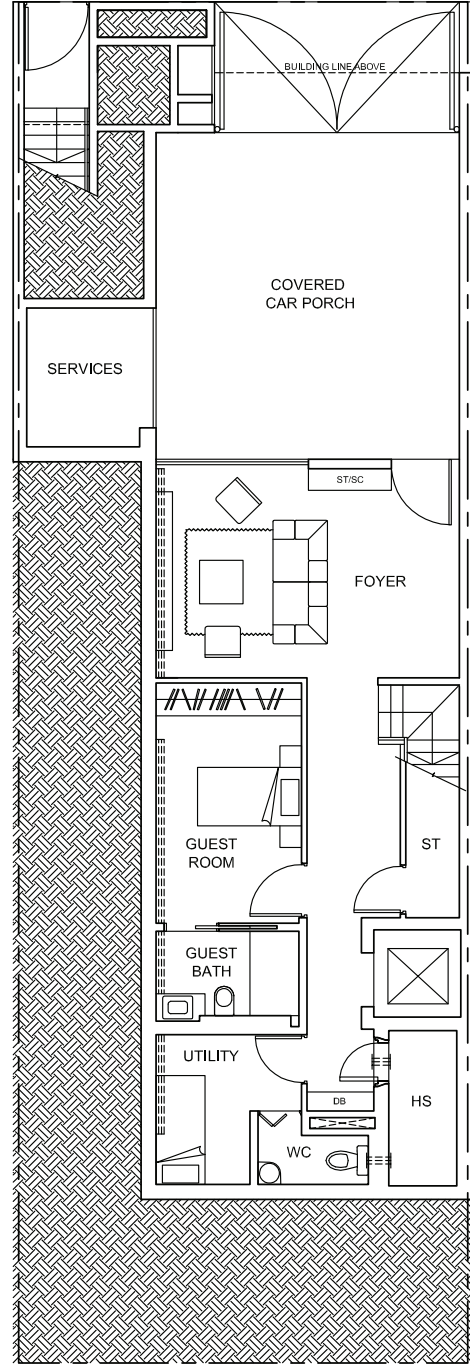 BUILDING LINE ABOVE
COVERED
CAR PORCH
SERVICES
ST/SC
FOYER
GUEST
ROOM
ST
GUEST
BATH
UTILITY
DB
HS
WC